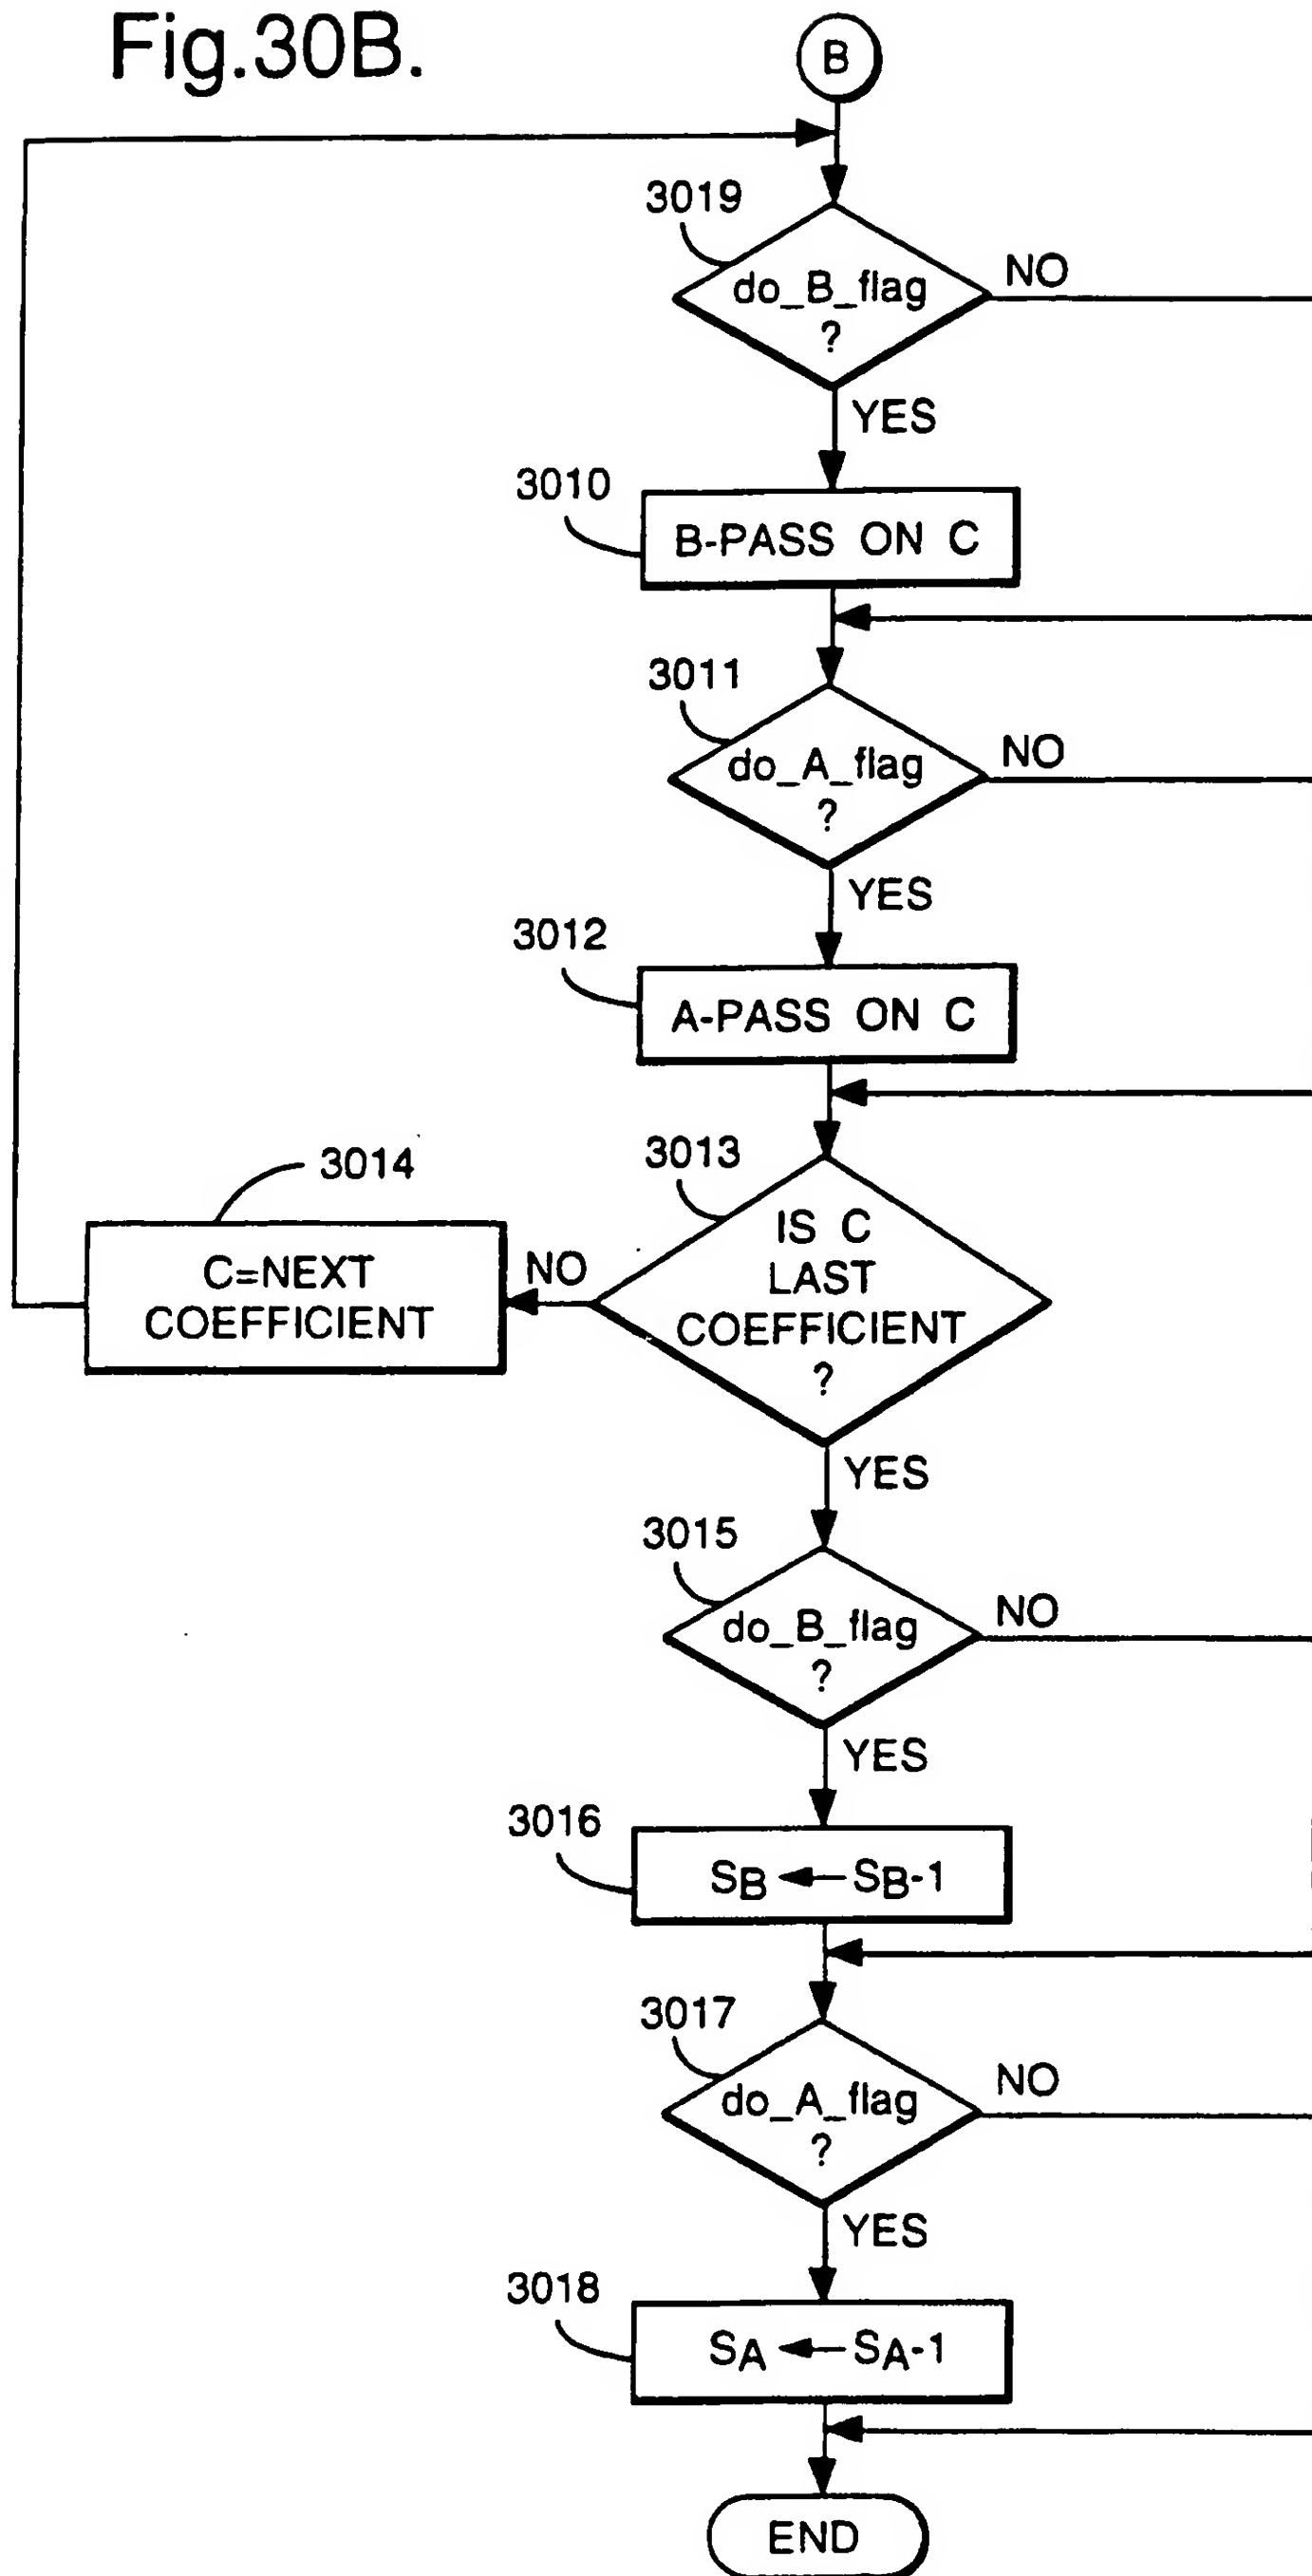 Fig.30B.
B
3019
do_B_flag
?
NO
YES
3010
B-PASS ON C
3011
do_A_flag
?
NO
YES
3012
A-PASS ON C
3013
IS C
LAST
COEFFICIENT
?
NO
3014
C=NEXT
COEFFICIENT
YES
3015
do_B_flag
?
NO
YES
3016
SB ← SB-1
3017
do_A_flag
?
NO
YES
3018
SA ← SA-1
END